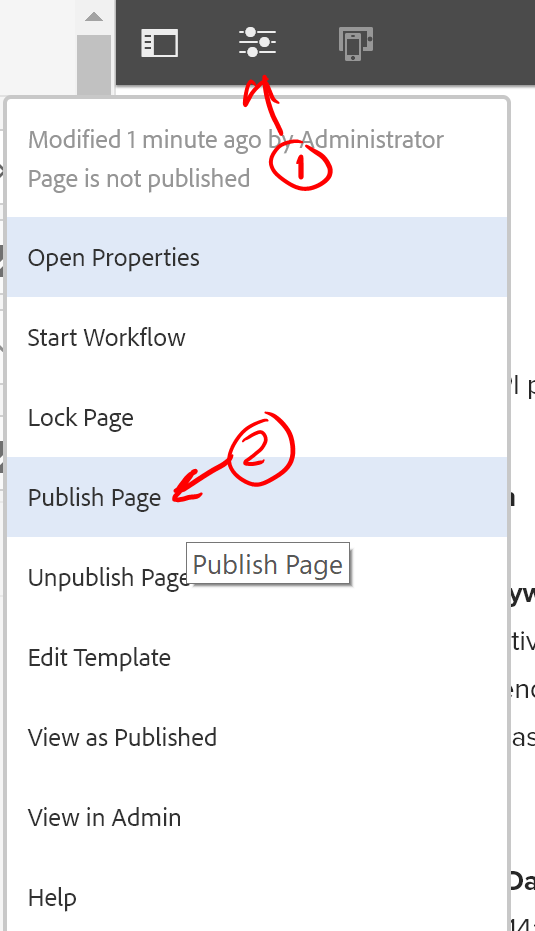 Modified 1 minute ago by Administrator
1
Page is not published
Open Properties
Start Workflow
Lock Page
2
Publish Page
Publish Page
Unpublish Page
Edit Template
View as Published
View in Admin
Help